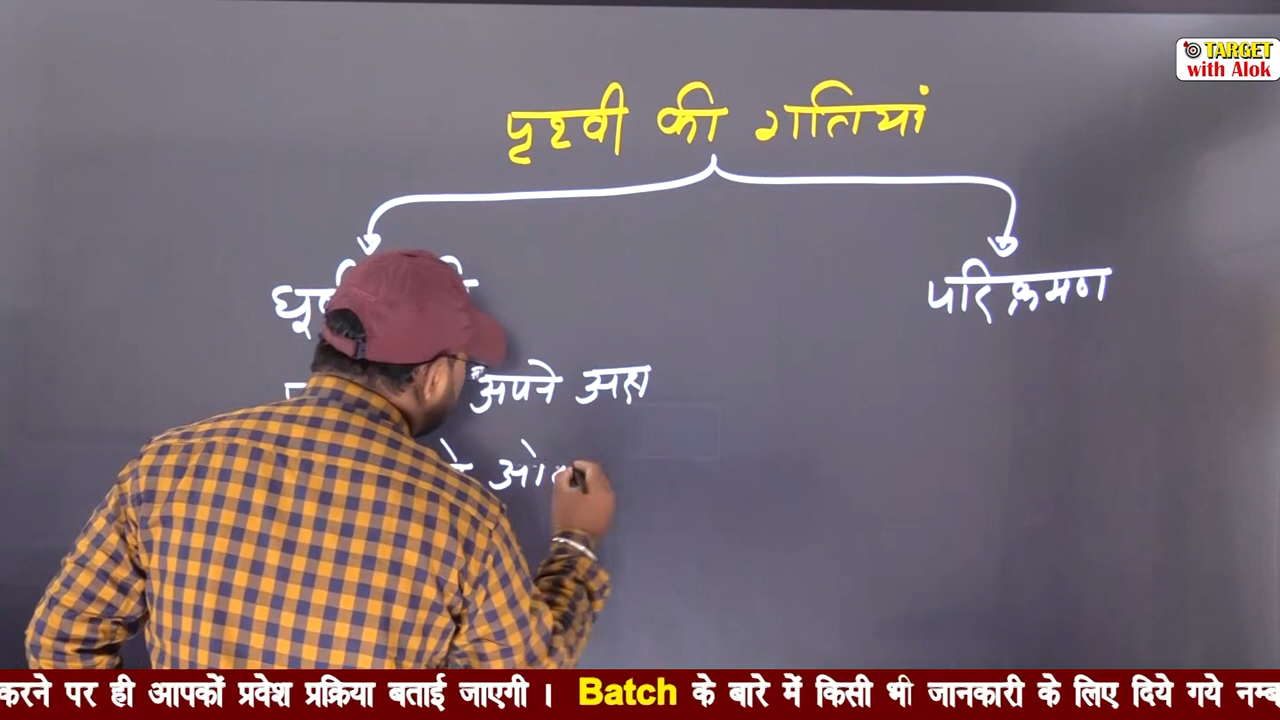 TARGET
with Alok
पृथ्वी की गतियां
परिक्रमण
अपने अक्ष
करने पर ही आपकों प्रवेश प्रक्रिया बताई जाएगी । Batch के बारे में किसी भी जानकारी के लिए दिये गये